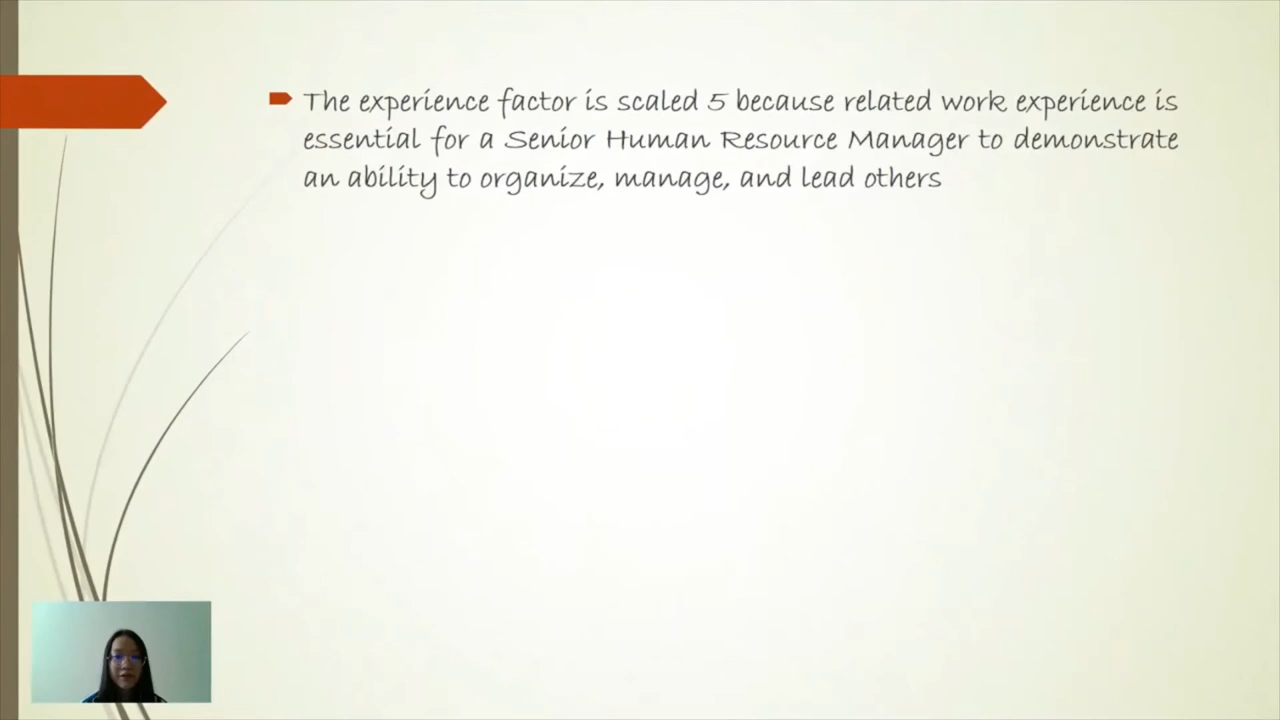 The experience factor is scaled 5 because related work experience is
essential for a Senior Human Resource Manager to demonstrate
an ability to organize, manage, and lead others